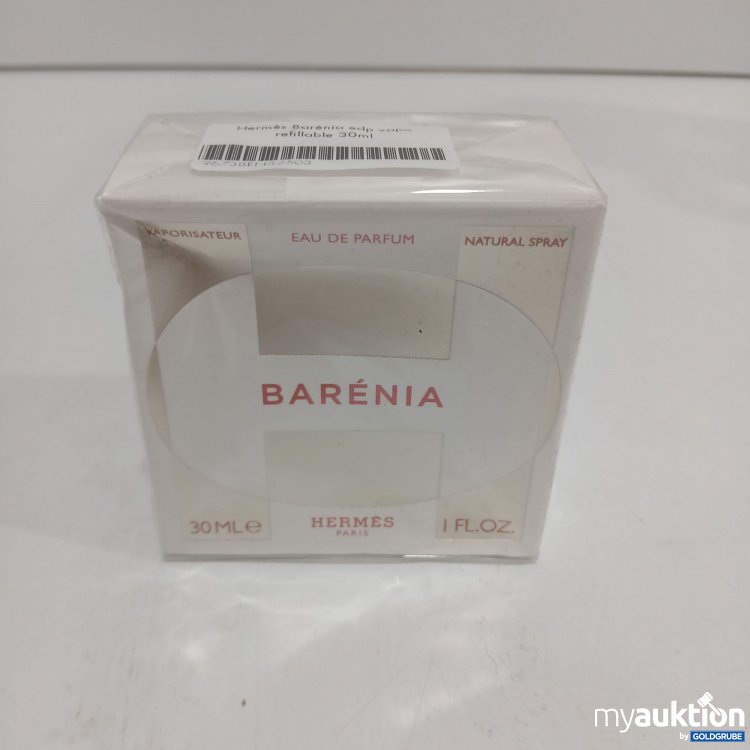 Hermès Barénia edp vapo
refillable 30ml
VAPORISATEUR
EAU DE PARFUM
NATURAL SPRAY
BARÉNIA
30 ML e
HERMÈS
PARIS
1 FL.OZ.
myauktion
by GOLDGRUBE